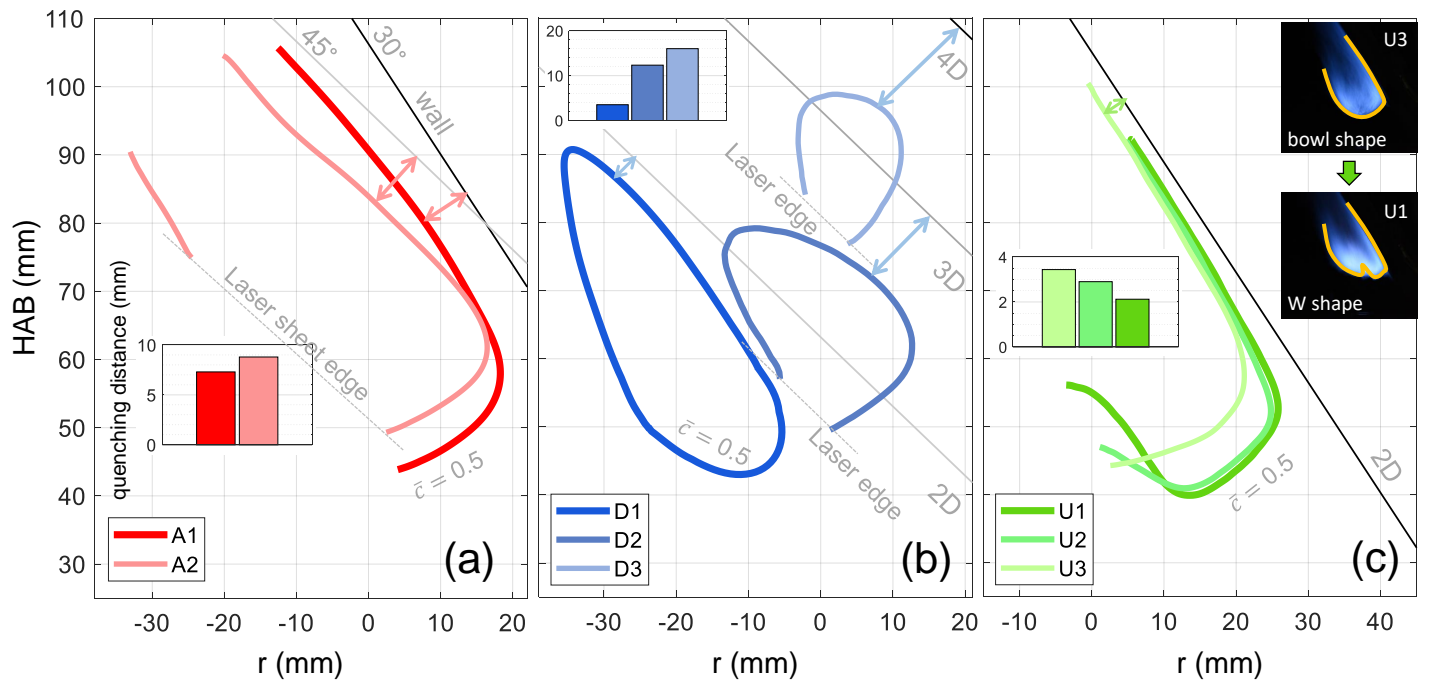 HAB (mm)
110
100
90
80
70
60
50
40
30
45°
30°
wall
Laser sheet edge
quenching distance (mm)
10
5
0
c̄ = 0.5
A1
A2
(a)
-30
-20
-10
0
10
20
r (mm)
20
10
0
4D
3D
2D
Laser edge
Laser edge
c̄ = 0.5
D1
D2
D3
(b)
-30
-20
-10
0
10
20
r (mm)
U3
bowl shape
U1
W shape
4
2
0
2D
c̄ = 0.5
U1
U2
U3
(c)
-10
0
10
20
30
40
r (mm)